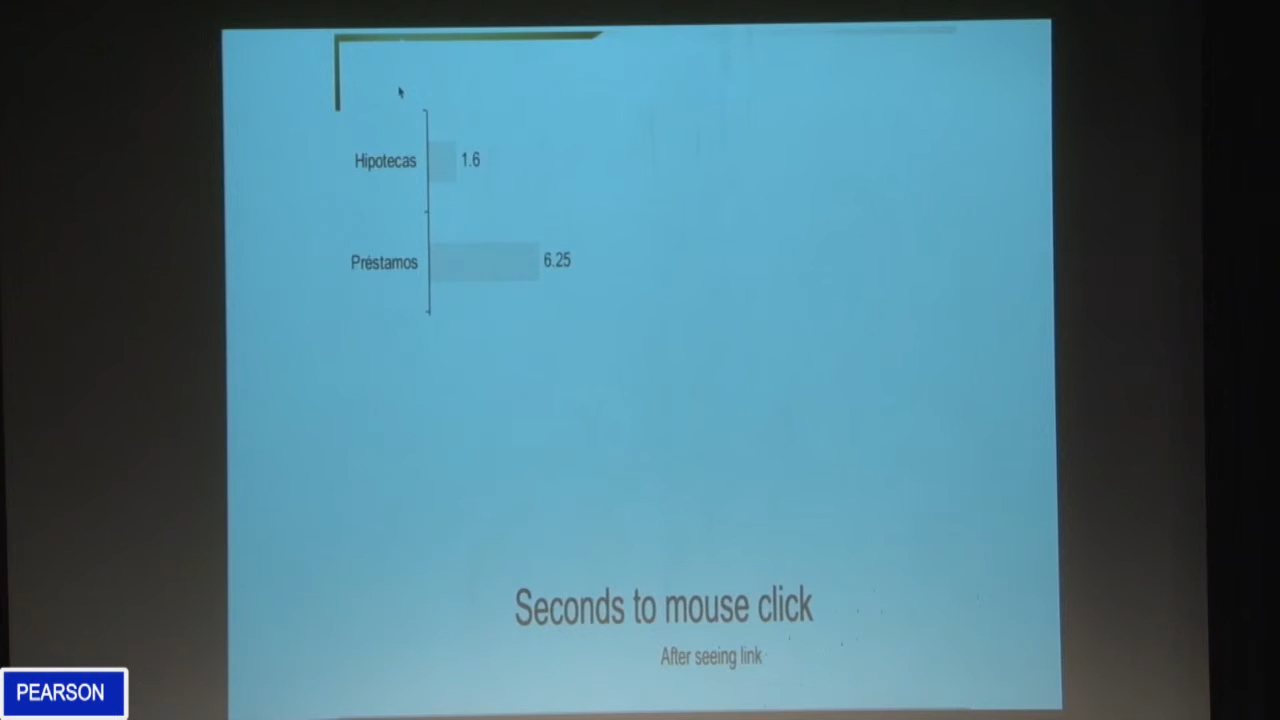 Hipotecas 1.6
Préstamos 6.25
Seconds to mouse click
After seeing link
PEARSON